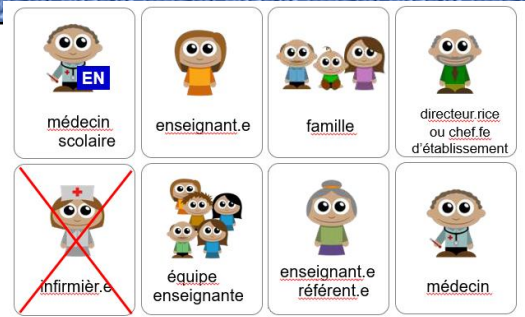 EN
médecin
scolaire
enseignant.e
famille
directeur.rice
ou chef.fe
d'établissement
infirmièr.e
équipe
enseignante
enseignant.e
référent.e
médecin